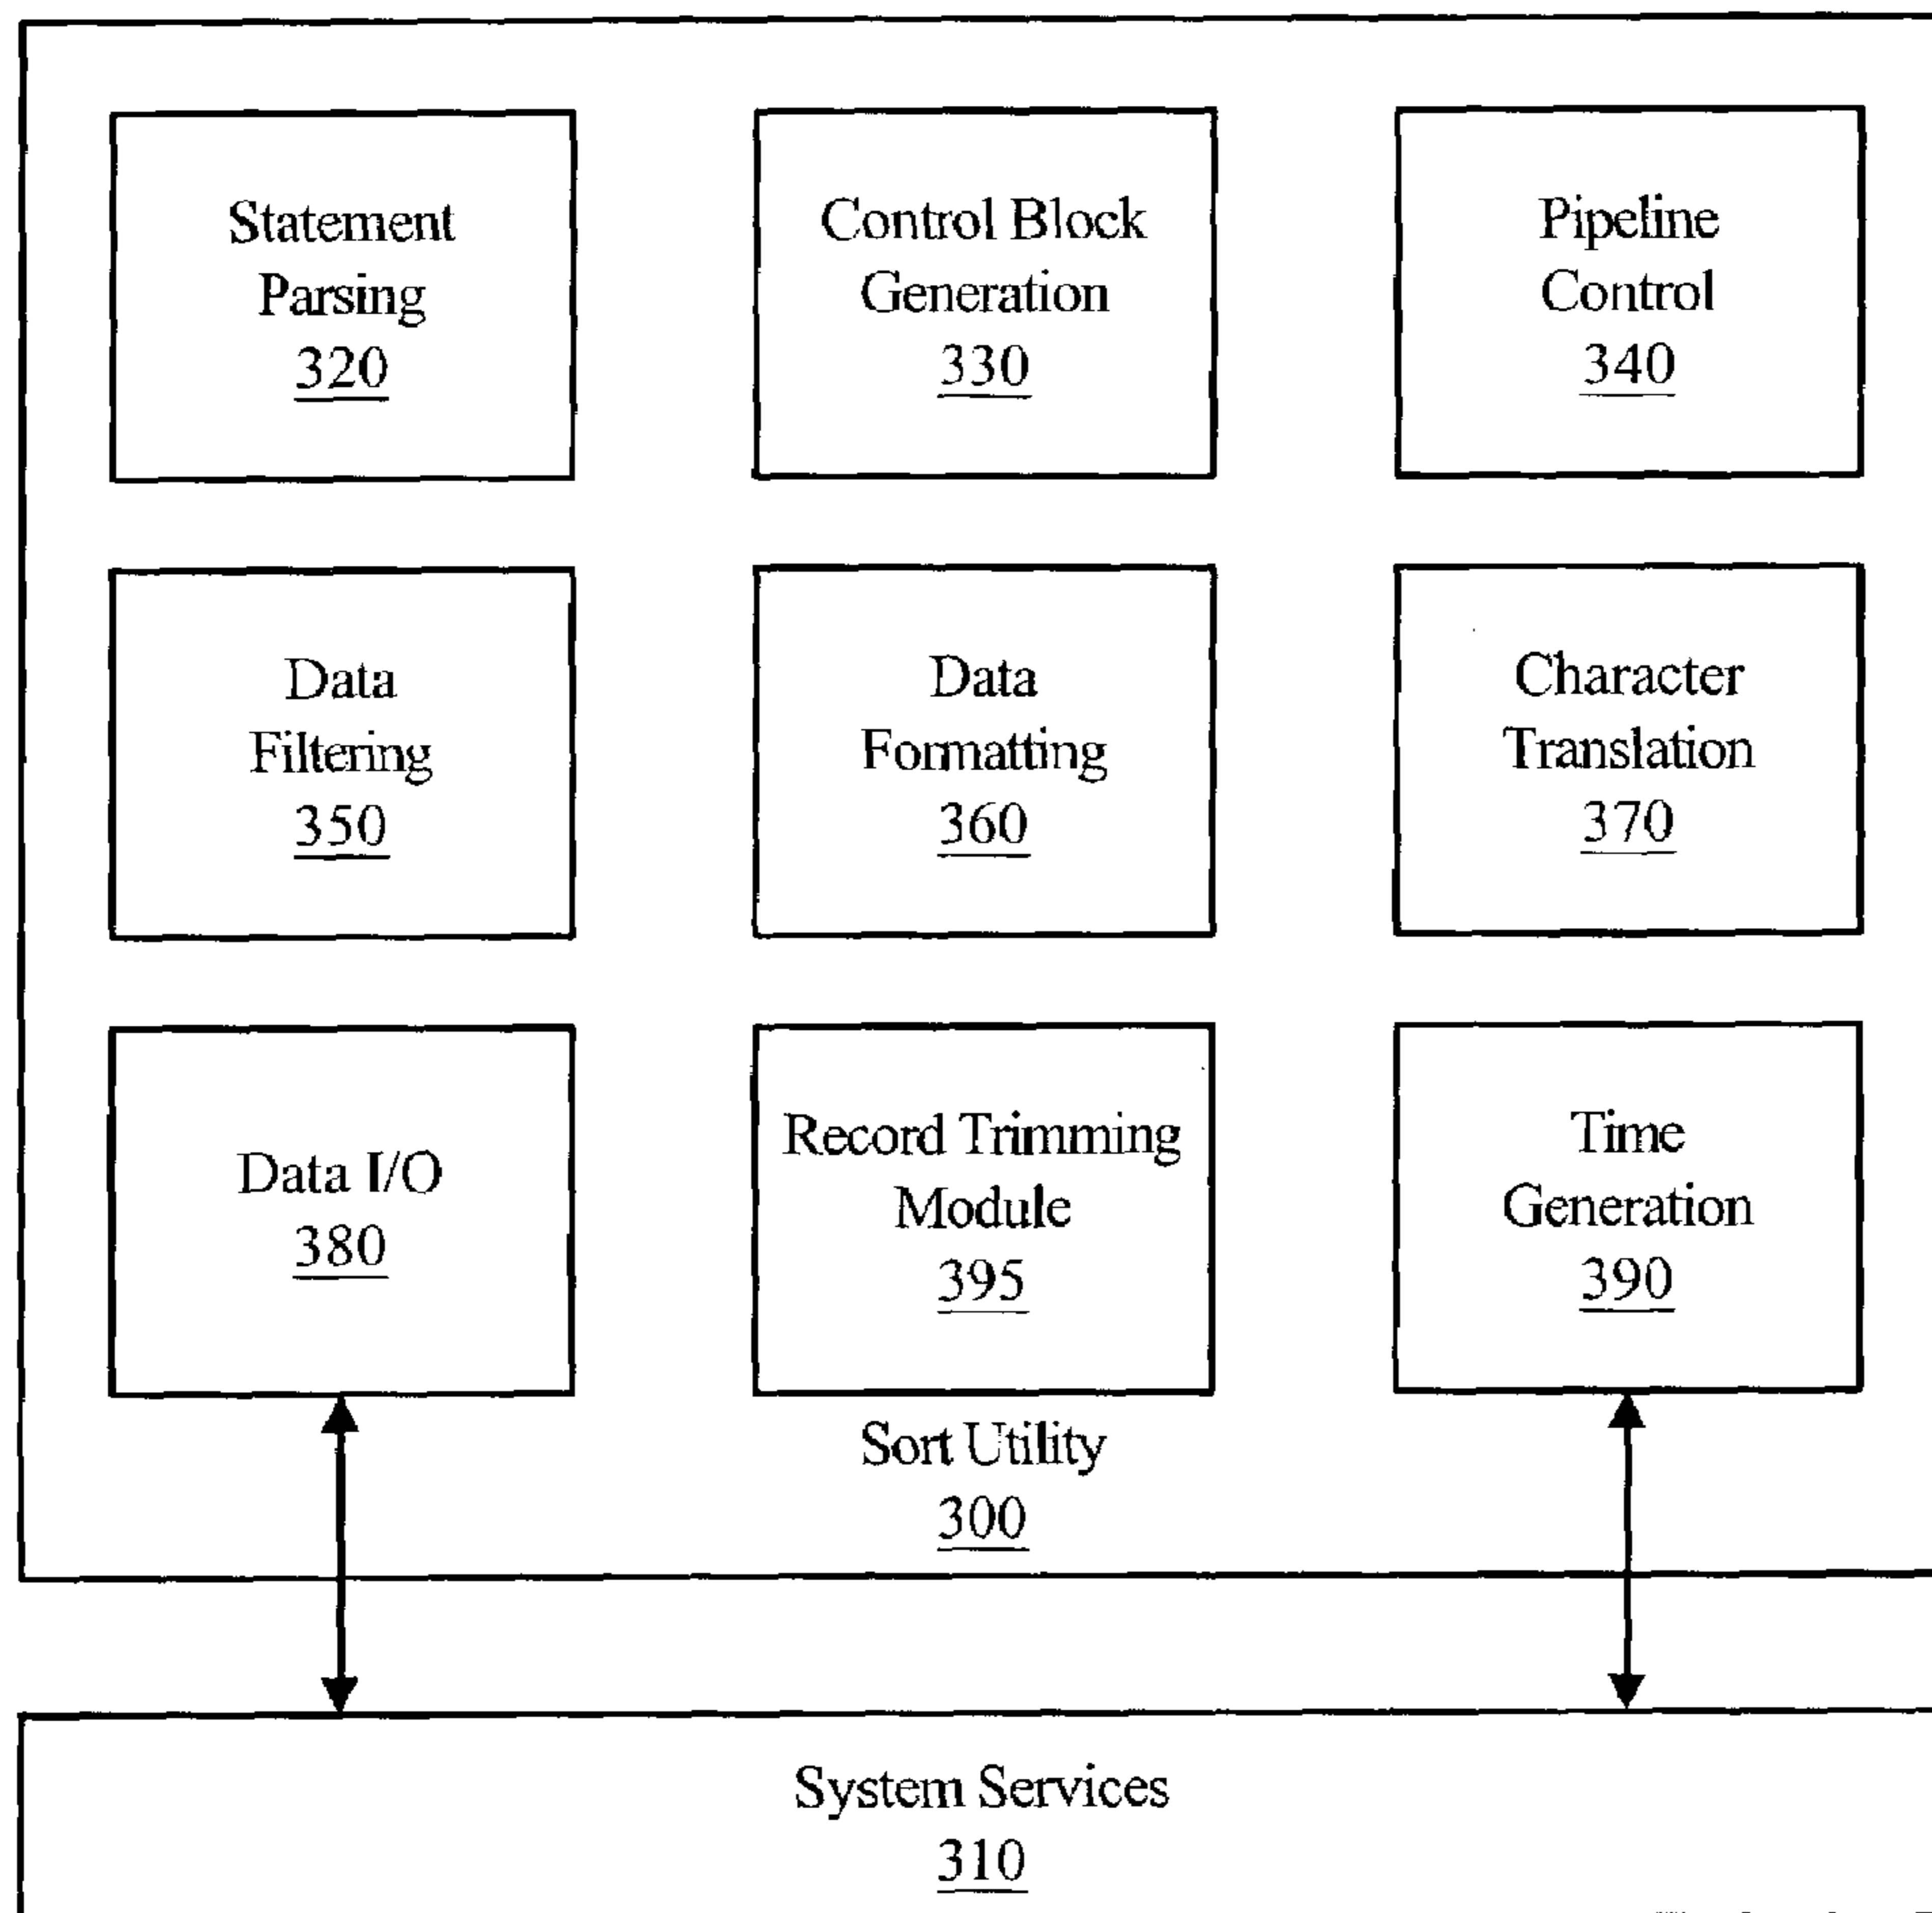 Statement
Parsing
320
Control Block
Generation
330
Pipeline
Control
340
Data
Filtering
350
Data
Formatting
360
Character
Translation
370
Data I/O
380
Record Trimming
Module
395
Time
Generation
390
Sort Utility
300
System Services
310